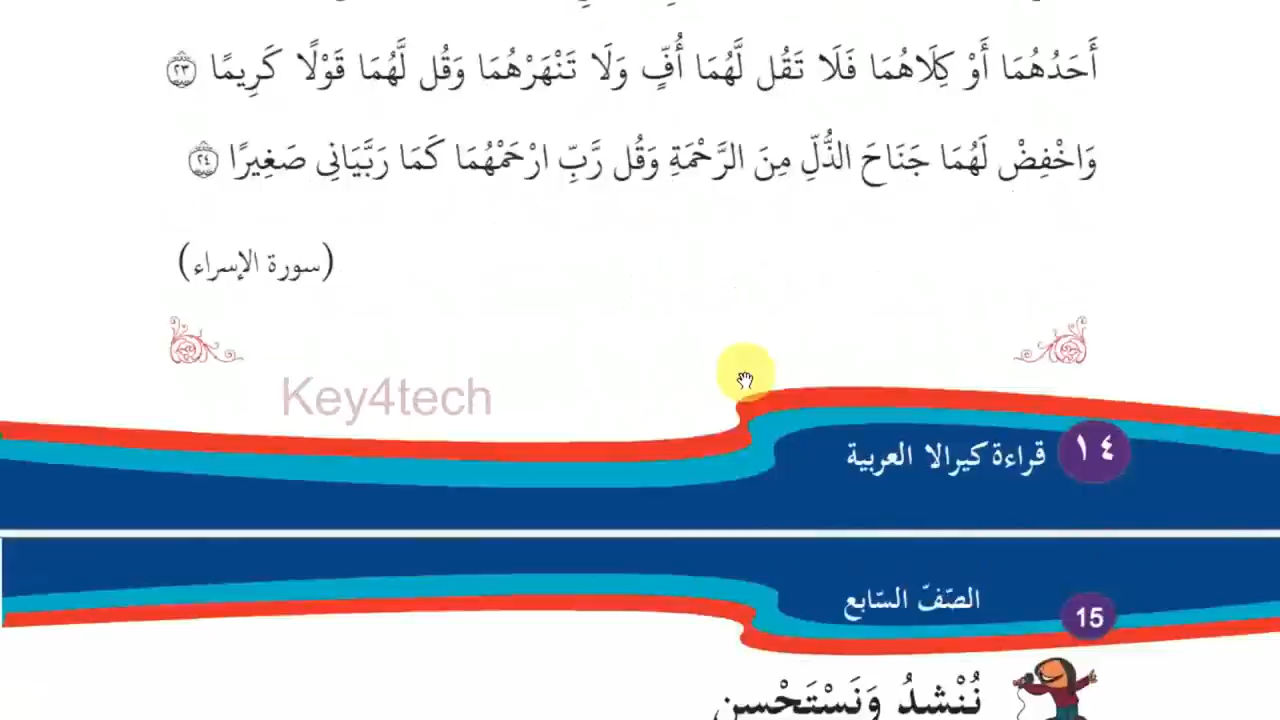 أَحَدُهُمَا أَوْ كِلَاهُمَا فَلَا تَقُل لَّهُمَا أُفٍّ وَلَا تَنْهَرْهُمَا وَقُل لَّهُمَا قَوْلًا كَرِيمًا ٢٣
وَاخْفِضْ لَهُمَا جَنَاحَ الذُّلِّ مِنَ الرَّحْمَةِ وَقُل رَّبِّ ارْحَمْهُمَا كَمَا رَبَّيَانِى صَغِيرًا ٢٤
(سورة الإسراء)
Key4tech
١٤ قراءة كيرالا العربية
الصّفّ السّابع 15
نُنْشِدُ وَنَسْتَحْسِن